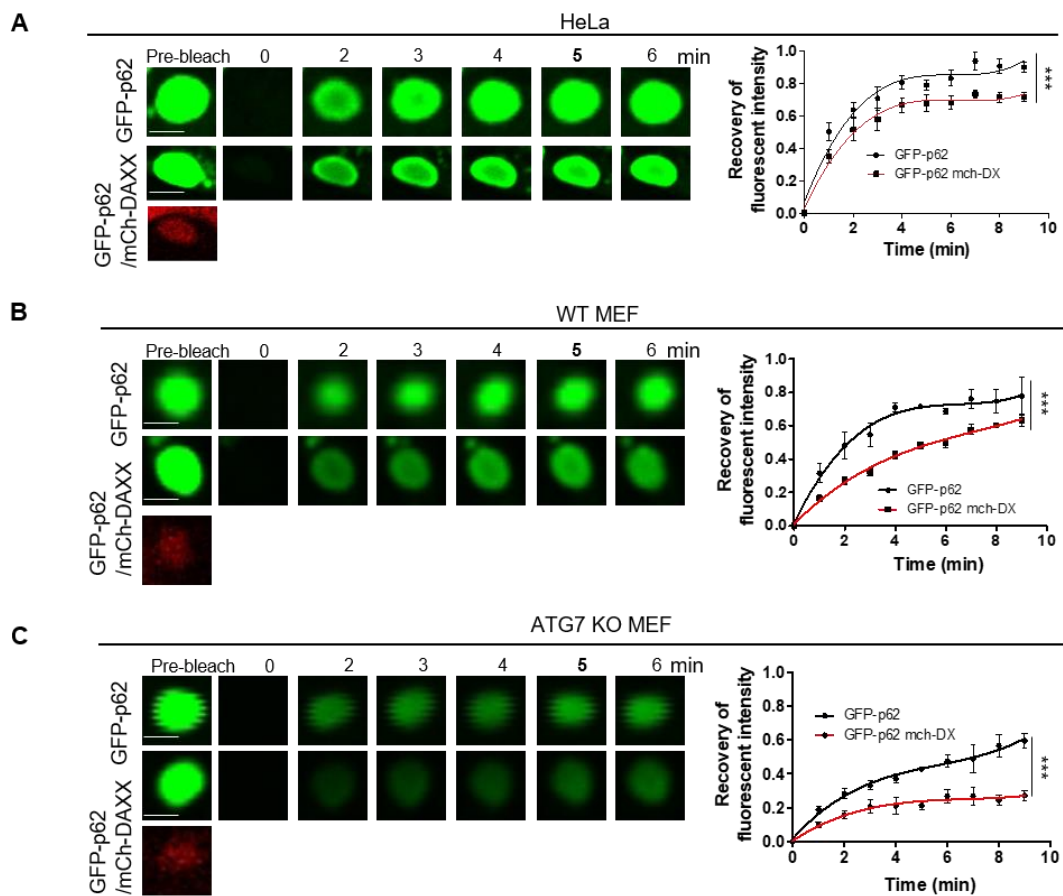 A
HeLa
Pre-bleach 0 2 3 4 5 6 min
GFP-p62
GFP-p62
/mCh-DAXX
Recovery of
fluorescent intensity
1.0
0.8
0.6
0.4
0.2
0.0
GFP-p62
GFP-p62 mch-DX
***
0 2 4 6 8 10
Time (min)
B
WT MEF
Pre-bleach 0 2 3 4 5 6 min
GFP-p62
GFP-p62
/mCh-DAXX
Recovery of
fluorescent intensity
1.0
0.8
0.6
0.4
0.2
0.0
GFP-p62
GFP-p62 mch-DX
***
0 2 4 6 8 10
Time (min)
C
ATG7 KO MEF
Pre-bleach 0 2 3 4 5 6 min
GFP-p62
GFP-p62
/mCh-DAXX
Recovery of
fluorescent intensity
1.0
0.8
0.6
0.4
0.2
0.0
GFP-p62
GFP-p62 mch-DX
***
0 2 4 6 8 10
Time (min)